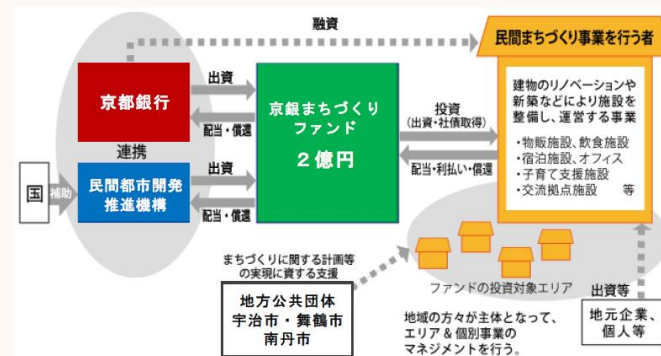 融資
民間まちづくり事業を行う者
京都銀行
出資
配当・償還
京銀まちづくり
ファンド
2億円
投資
(出資・社債取得)
配当・利払い・償還
建物のリノベーションや
新築などにより施設を
整備し、運営する事業
・物販施設、飲食施設
・宿泊施設、オフィス
・子育て支援施設
・交流拠点施設 等
連携
国
補助
民間都市開発
推進機構
出資
配当・償還
まちづくりに関する計画等
の実現に資する支援
地方公共団体
宇治市・舞鶴市
南丹市
ファンドの投資対象エリア
地域の方々が主体となって、
エリア&個別事業の
マネジメントを行う。
出資等
地元企業、
個人等